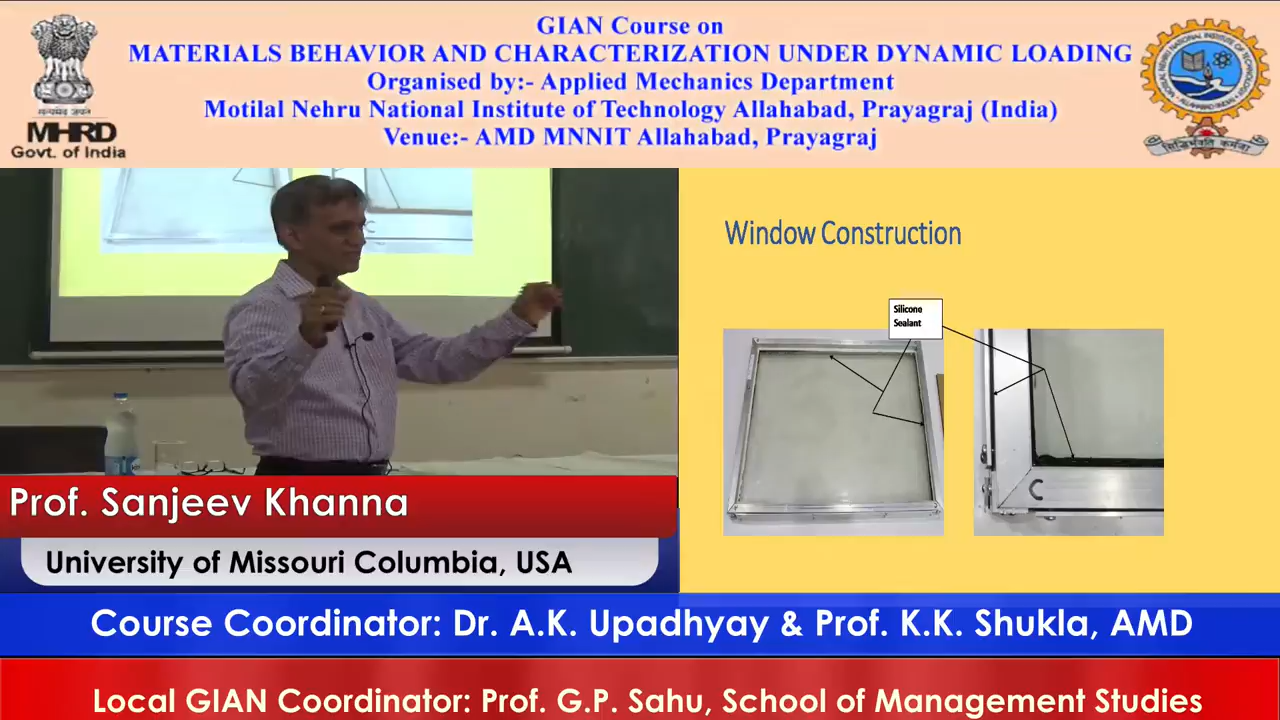 GIAN Course on
MATERIALS BEHAVIOR AND CHARACTERIZATION UNDER DYNAMIC LOADING
Organised by:- Applied Mechanics Department
Motilal Nehru National Institute of Technology Allahabad, Prayagraj (India)
Venue:- AMD MNNIT Allahabad, Prayagraj
सत्यमेव जयते
MHRD
Govt. of India
Window Construction
Silicone
Sealant
C
Prof. Sanjeev Khanna
University of Missouri Columbia, USA
Course Coordinator: Dr. A.K. Upadhyay & Prof. K.K. Shukla, AMD
Local GIAN Coordinator: Prof. G.P. Sahu, School of Management Studies